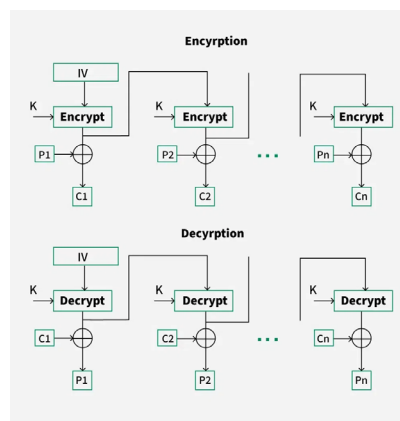 Encyrption
IV
K Encrypt K Encrypt K Encrypt
P1 P2 ... Pn
C1 C2 Cn
Decyrption
IV
K Decrypt K Decrypt K Decrypt
C1 C2 ... Cn
P1 P2 Pn